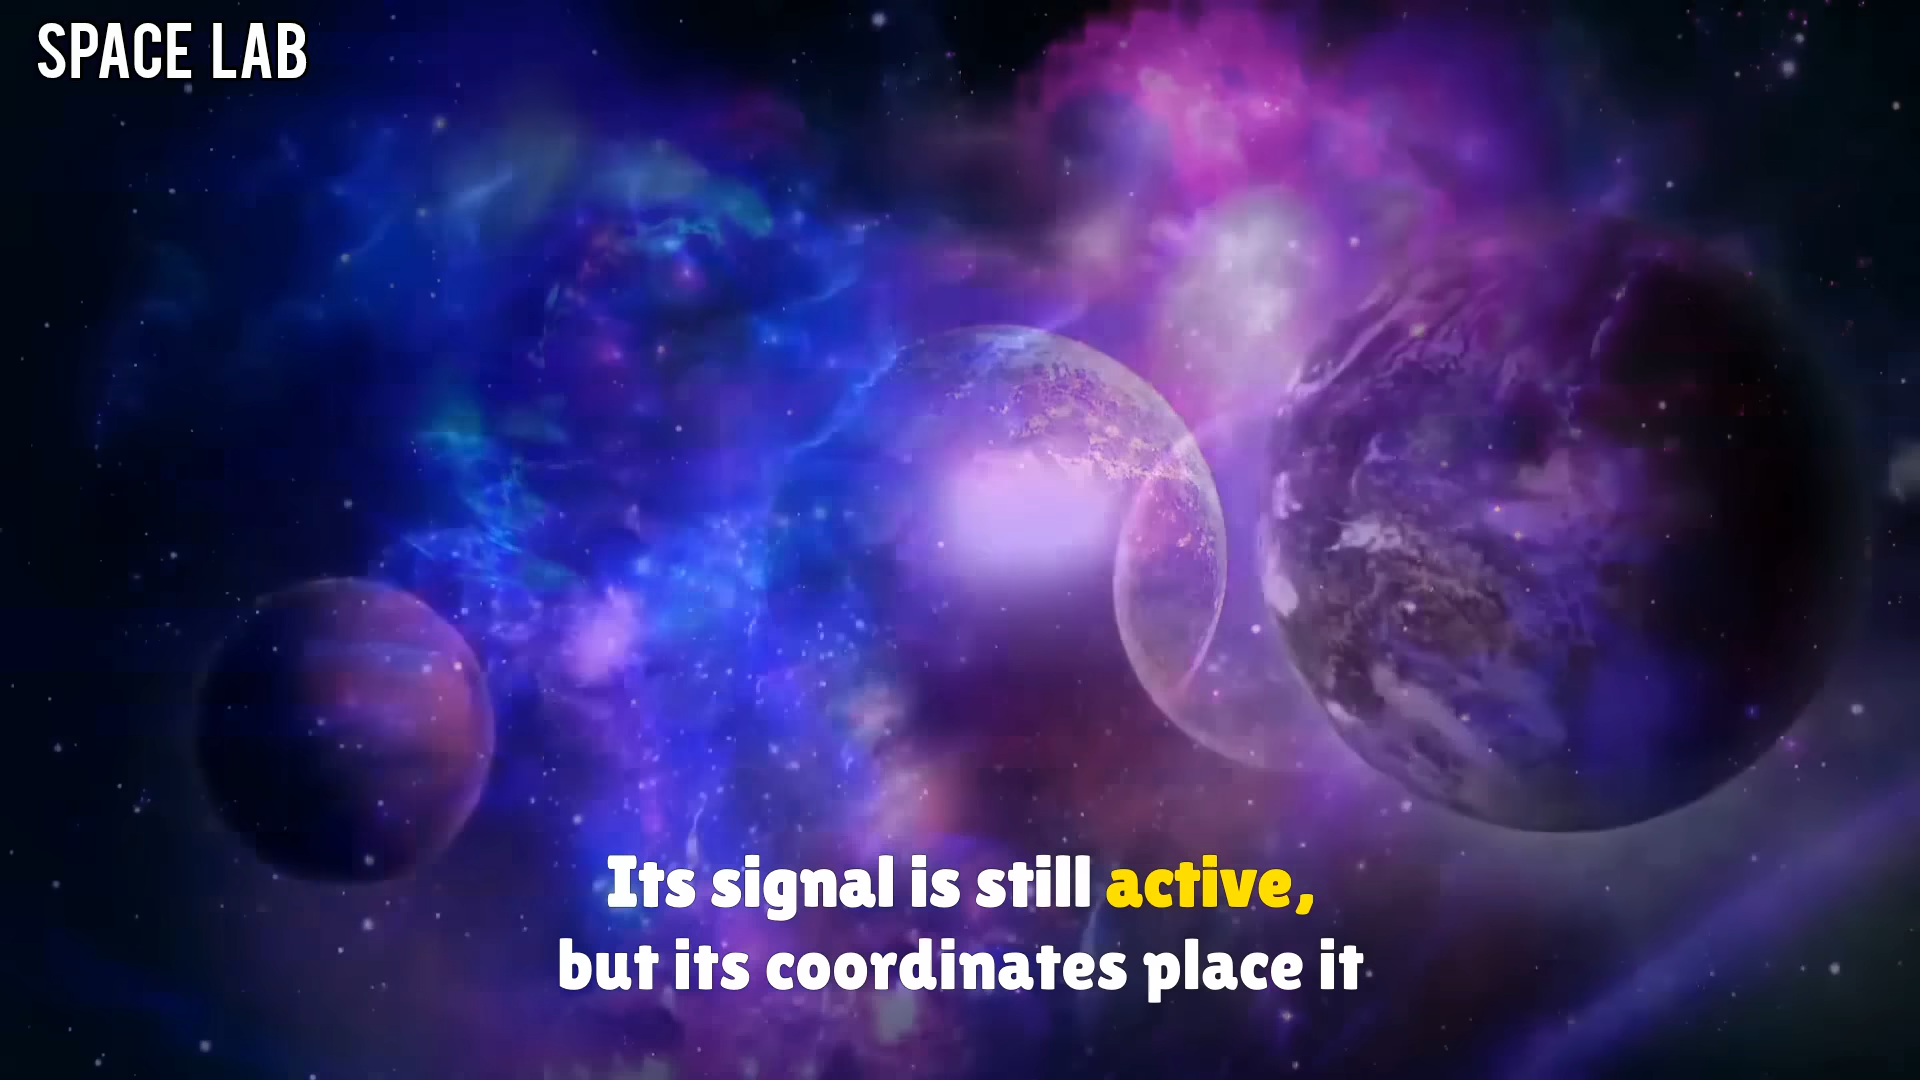 SPACE LAB
Its signal is still active,
but its coordinates place it